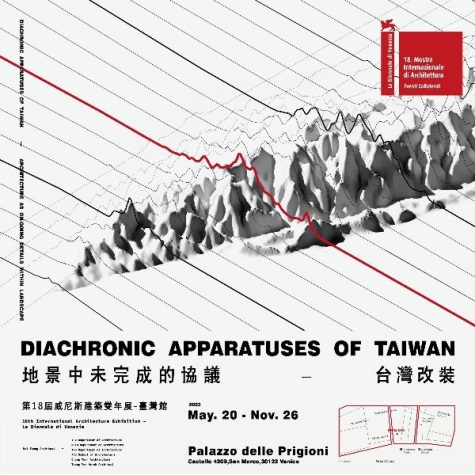 DIACHRONIC APPARATUSES OF TAIWAN — ARCHITECTURE AS ON-GOING DETAILS WITHIN LANDSCAPE
La Biennale di Venezia
18. Mostra
Internazionale
di Architettura
Eventi Collaterali
DIACHRONIC APPARATUSES OF TAIWAN
地景中未完成的協議 — 台灣改裝
第18屆威尼斯建築雙年展-臺灣館
18th International Architecture Exhibition -
La Biennale di Venezia
2023
May. 20 - Nov. 26
Palazzo delle Prigioni
Castello 4209, San Marco, 30122 Venice